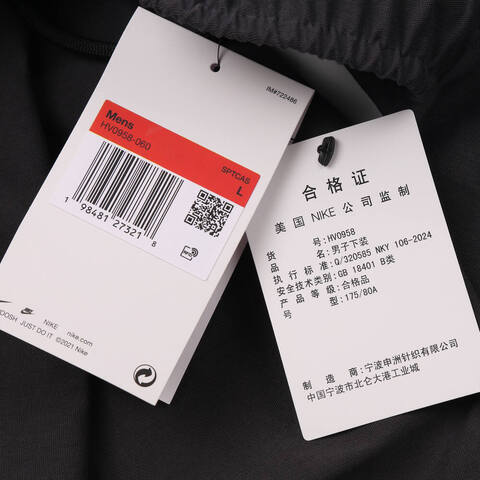 IM#722486
Mens
HV0958-060
SPTCAS
L
1 98481 27321 8
NIKE
nike.com
OOSH JUST DO IT ©2021 Nike
合格证
美国 NIKE 公司监制
货号: HV0958
品名: 男子下装
执行标准: Q/320585 NKY 106-2024
安全技术类别: GB 18401 B类
产品等级: 合格品
号型: 175/80A
制造商: 宁波申洲针织有限公司
中国宁波市北仑大港工业城